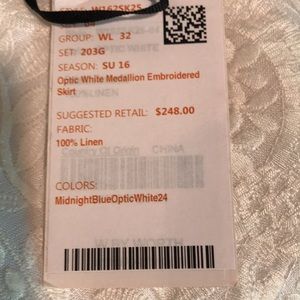 GROUP: WL 32
SET: 203G
SEASON: SU 16
Optic White Medallion Embroidered
Skirt
SUGGESTED RETAIL: $248.00
FABRIC:
100% Linen
Country Of Origin CHINA
COLORS:
MidnightBlueOpticWhite24